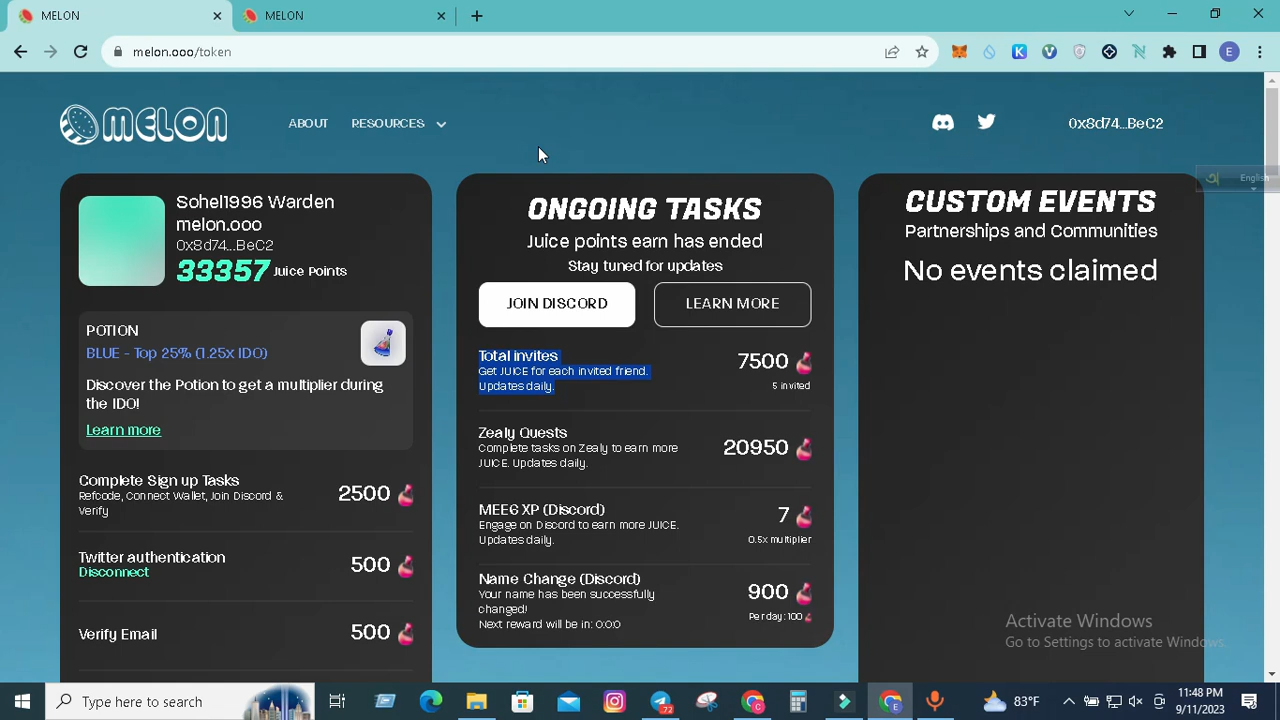 MELON
MELON
melon.ooo/token
E
MELON
ABOUT
RESOURCES
0x8d74...BeC2
English
Sohel1996 Warden
melon.ooo
0x8d74...BeC2
33357 Juice Points
POTION
BLUE - Top 25% (1.25x IDO)
Discover the Potion to get a multiplier during
the IDO!
Learn more
Complete Sign up Tasks
Refcode, Connect Wallet, Join Discord &
Verify
2500
Twitter authentication
Disconnect
500
Verify Email
500
ONGOING TASKS
Juice points earn has ended
Stay tuned for updates
JOIN DISCORD
LEARN MORE
Total invites
Get JUICE for each invited friend.
Updates daily.
7500
5 invited
Zealy Quests
Complete tasks on Zealy to earn more
JUICE. Updates daily.
20950
MEE6 XP (Discord)
Engage on Discord to earn more JUICE.
Updates daily.
7
0.5x multiplier
Name Change (Discord)
Your name has been successfully
changed!
Next reward will be in: 0:0:0
900
Per day: 100
CUSTOM EVENTS
Partnerships and Communities
No events claimed
Activate Windows
Go to Settings to activate Windows.
Type here to search
72
83°F
11:48 PM
9/11/2023